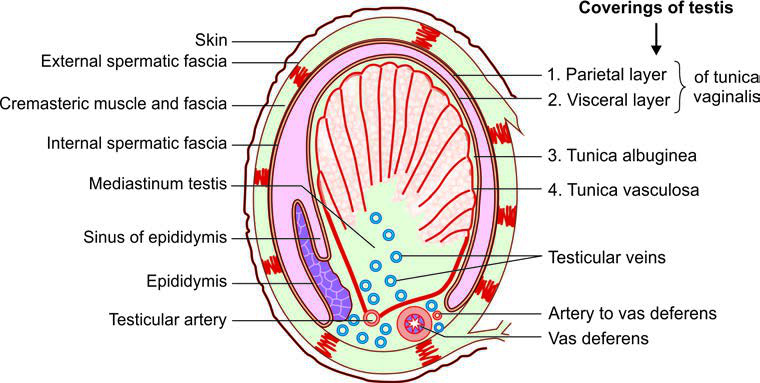 Coverings of testis
Skin
External spermatic fascia
Cremasteric muscle and fascia
Internal spermatic fascia
Mediastinum testis
Sinus of epididymis
Epididymis
Testicular artery
1. Parietal layer
2. Visceral layer
of tunica
vaginalis
3. Tunica albuginea
4. Tunica vasculosa
Testicular veins
Artery to vas deferens
Vas deferens